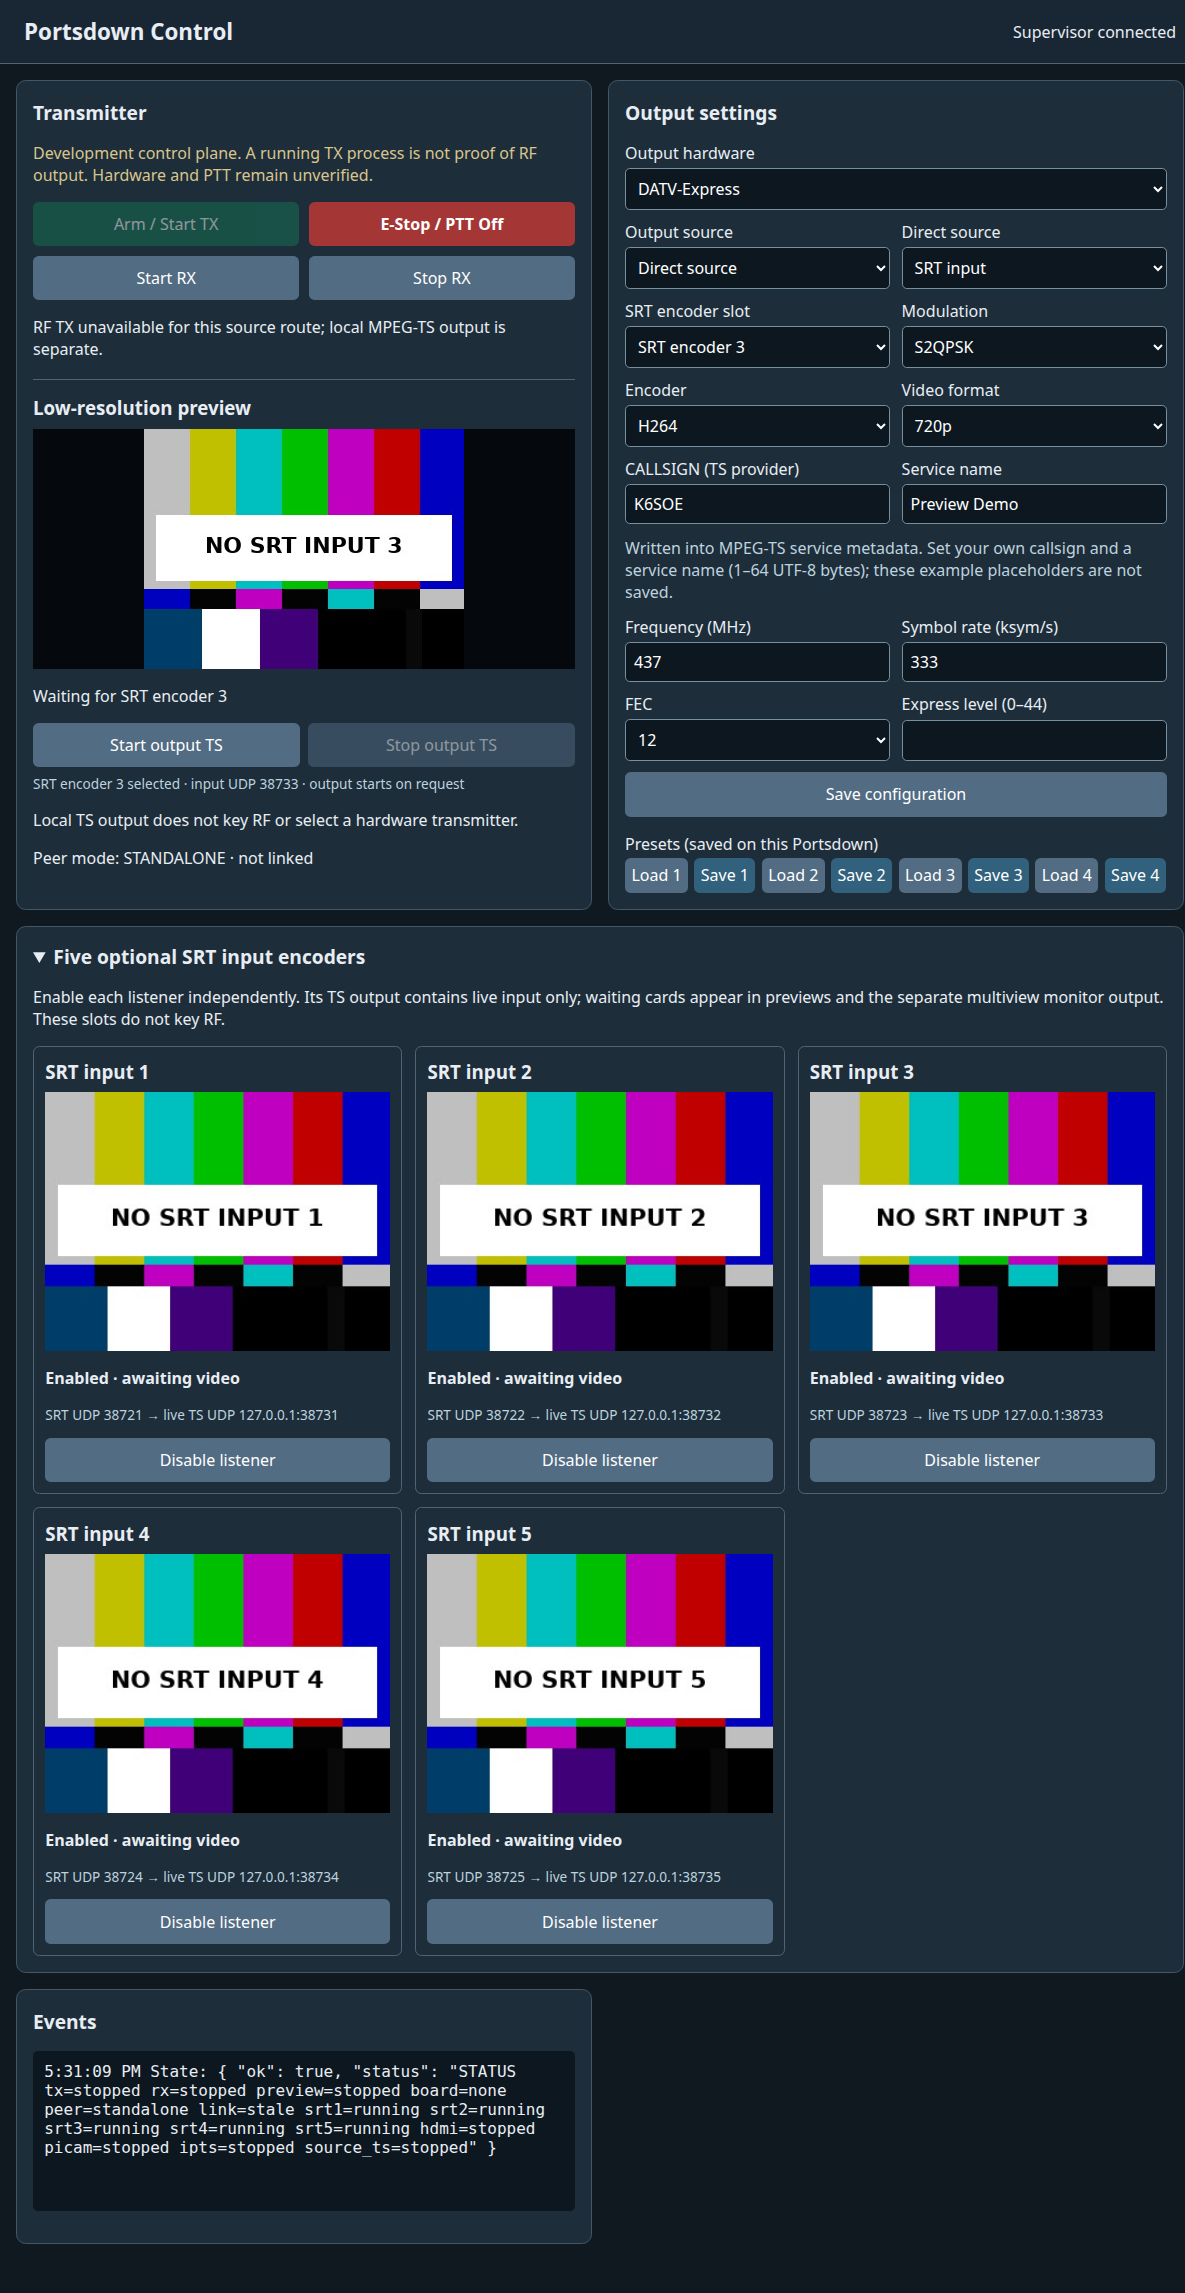 Portsdown Control
Supervisor connected
Transmitter
Development control plane. A running TX process is not proof of RF
output. Hardware and PTT remain unverified.
Arm / Start TX
E-Stop / PTT Off
Start RX
Stop RX
RF TX unavailable for this source route; local MPEG-TS output is
separate.
Low-resolution preview
NO SRT INPUT 3
Waiting for SRT encoder 3
Start output TS
Stop output TS
SRT encoder 3 selected · input UDP 38733 · output starts on request
Local TS output does not key RF or select a hardware transmitter.
Peer mode: STANDALONE · not linked
Output settings
Output hardware
DATV-Express
Output source
Direct source
Direct source
SRT input
SRT encoder slot
Modulation
SRT encoder 3
S2QPSK
Encoder
Video format
H264
720p
CALLSIGN (TS provider)
Service name
K6SOE
Preview Demo
Written into MPEG-TS service metadata. Set your own callsign and a
service name (1–64 UTF-8 bytes); these example placeholders are not
saved.
Frequency (MHz)
Symbol rate (ksym/s)
437
333
FEC
Express level (0–44)
12
Save configuration
Presets (saved on this Portsdown)
Load 1
Save 1
Load 2
Save 2
Load 3
Save 3
Load 4
Save 4
▼ Five optional SRT input encoders
Enable each listener independently. Its TS output contains live input only; waiting cards appear in previews and the separate multiview monitor output.
These slots do not key RF.
SRT input 1
NO SRT INPUT 1
Enabled · awaiting video
SRT UDP 38721 → live TS UDP 127.0.0.1:38731
Disable listener
SRT input 2
NO SRT INPUT 2
Enabled · awaiting video
SRT UDP 38722 → live TS UDP 127.0.0.1:38732
Disable listener
SRT input 3
NO SRT INPUT 3
Enabled · awaiting video
SRT UDP 38723 → live TS UDP 127.0.0.1:38733
Disable listener
SRT input 4
NO SRT INPUT 4
Enabled · awaiting video
SRT UDP 38724 → live TS UDP 127.0.0.1:38734
Disable listener
SRT input 5
NO SRT INPUT 5
Enabled · awaiting video
SRT UDP 38725 → live TS UDP 127.0.0.1:38735
Disable listener
Events
5:31:09 PM State: { "ok": true, "status": "STATUS
tx=stopped rx=stopped preview=stopped board=none
peer=standalone link=stale srt1=running srt2=running
srt3=running srt4=running srt5=running hdmi=stopped
picam=stopped ipts=stopped source_ts=stopped" }